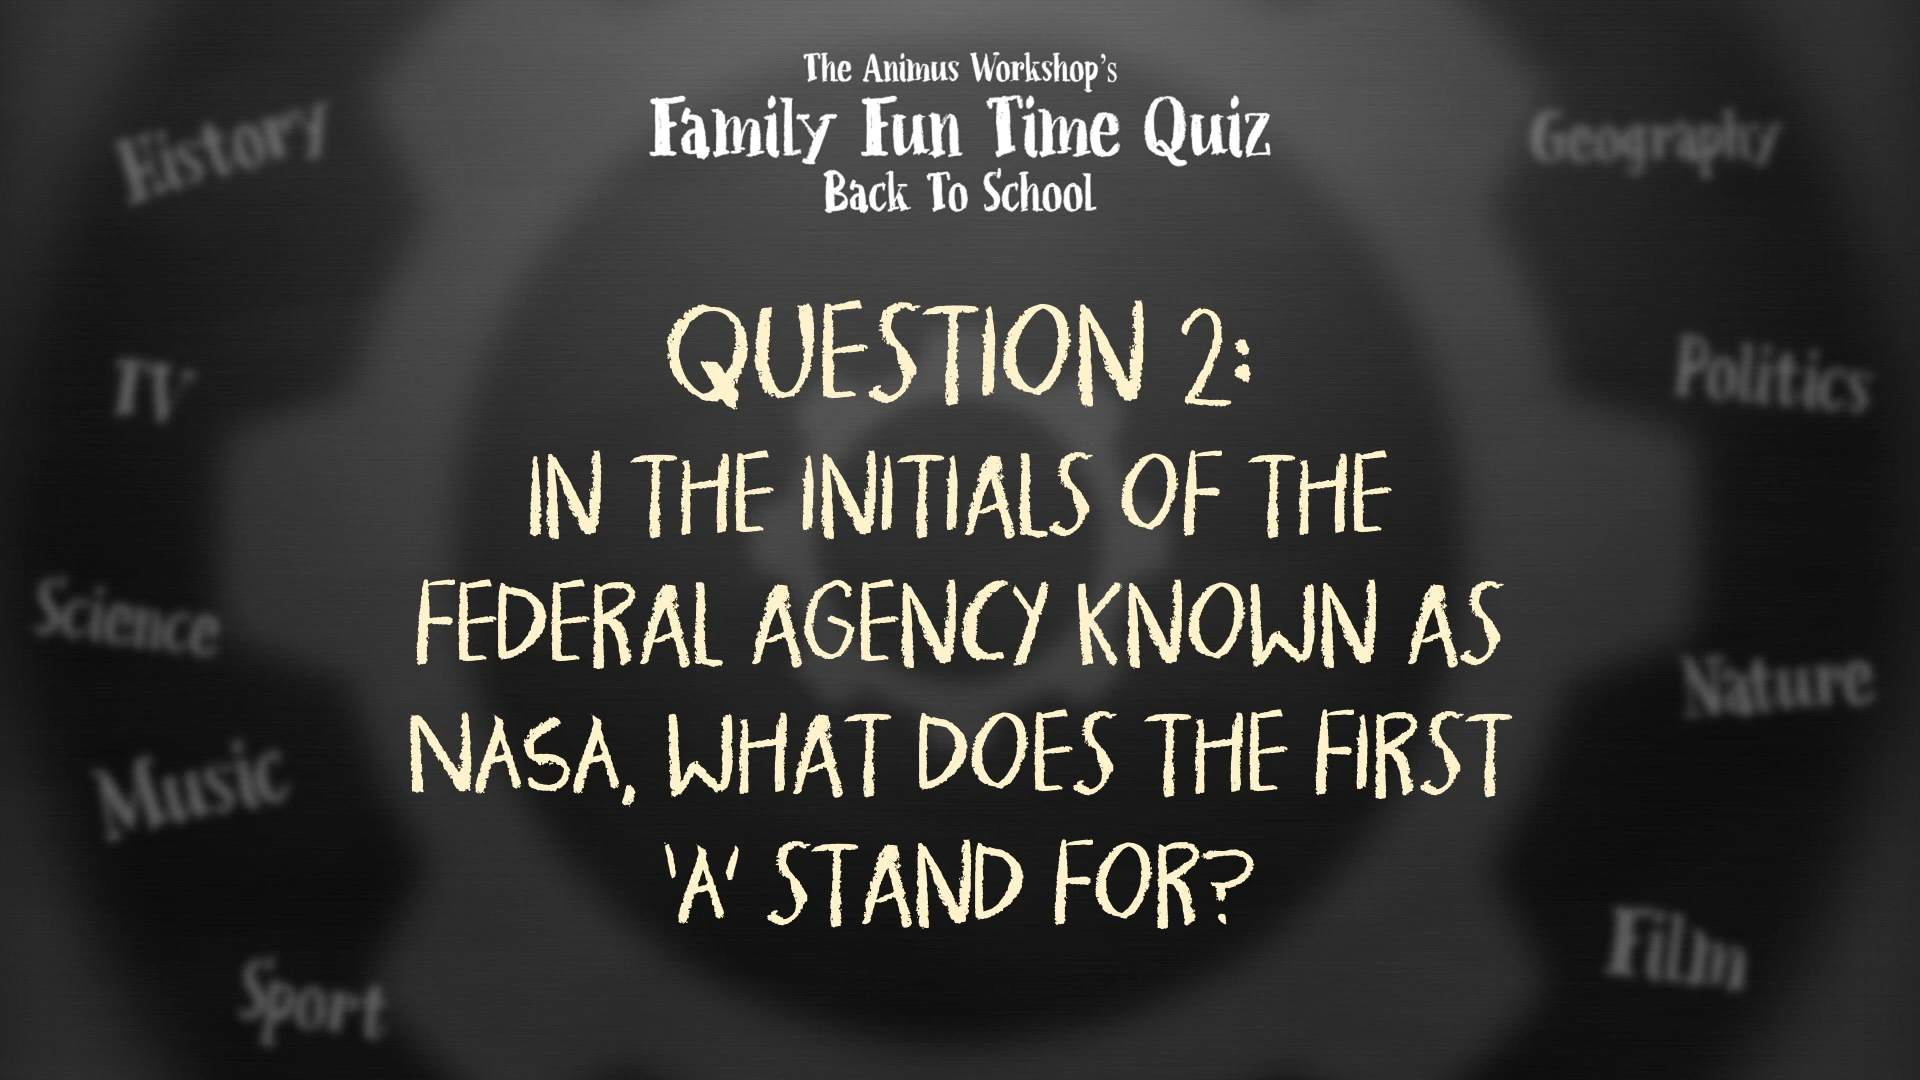 The Animus Workshop's
Family Fun Time Quiz
Back To School
History
Geography
QUESTION 2:
TV
Politics
IN THE INITIALS OF THE
FEDERAL AGENCY KNOWN AS
Science
Nature
NASA, WHAT DOES THE FIRST
Music
'A' STAND FOR?
Film
Sport